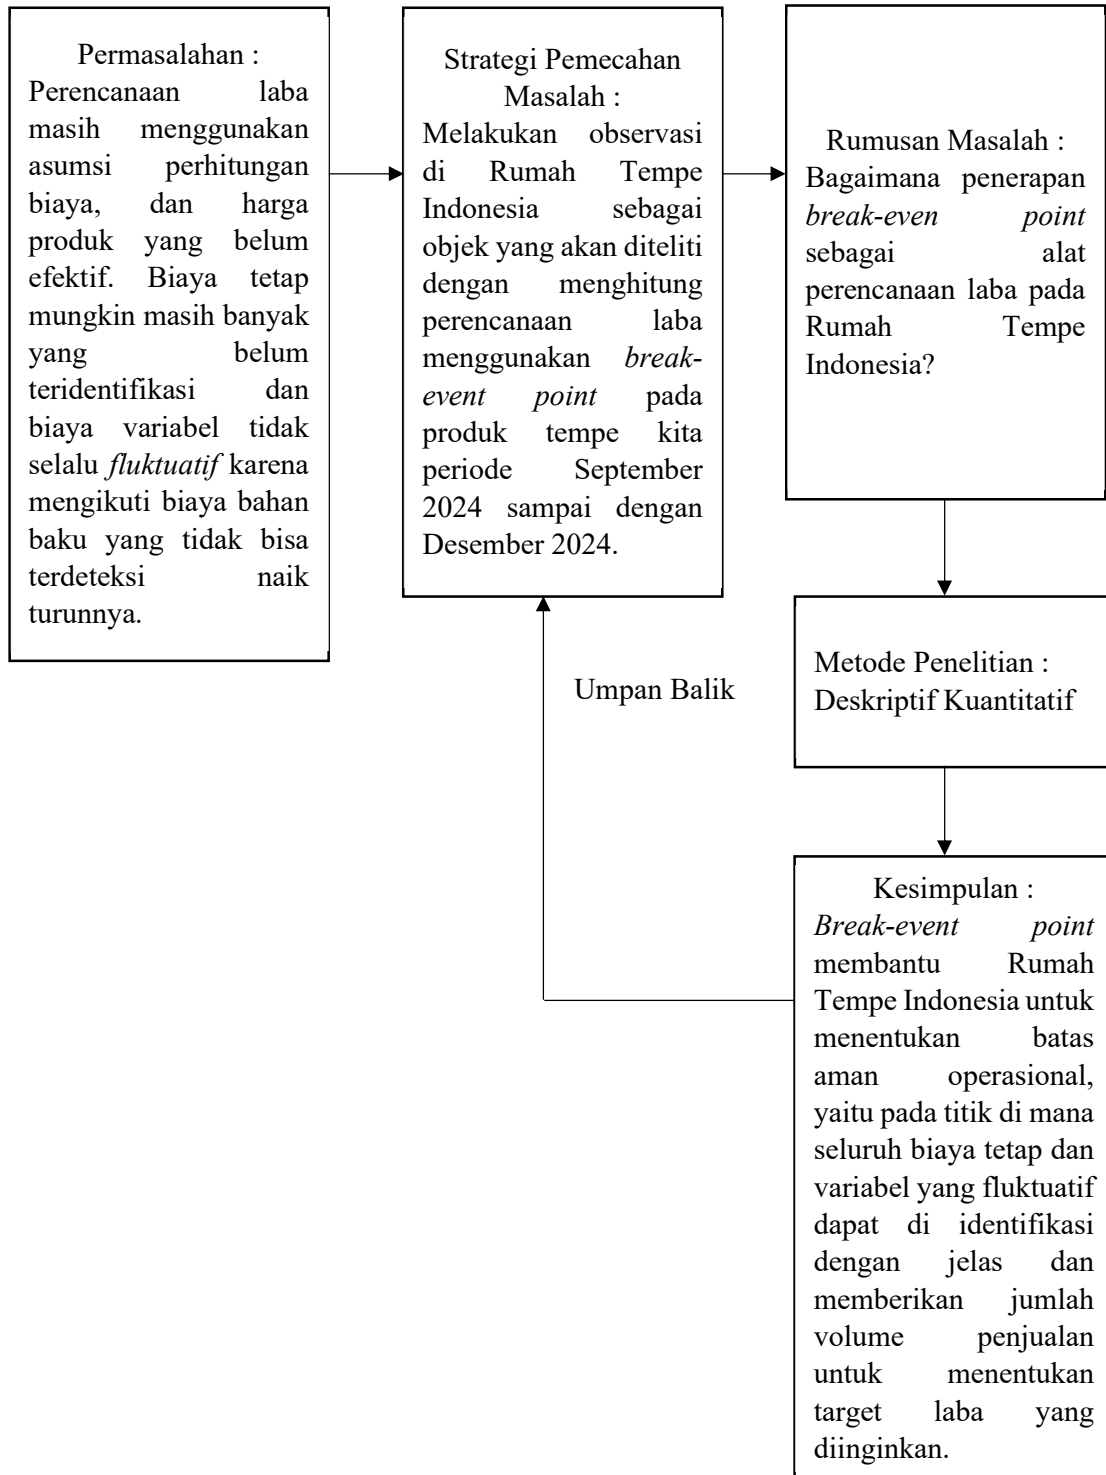 Permasalahan :
Perencanaan laba
masih menggunakan
asumsi perhitungan
biaya, dan harga
produk yang belum
efektif. Biaya tetap
mungkin masih banyak
yang belum
teridentifikasi dan
biaya variabel tidak
selalu fluktuatif karena
mengikuti biaya bahan
baku yang tidak bisa
terdeteksi naik
turunnya.
Strategi Pemecahan
Masalah :
Melakukan observasi
di Rumah Tempe
Indonesia sebagai
objek yang akan diteliti
dengan menghitung
perencanaan laba
menggunakan break-
event point pada
produk tempe kita
periode September
2024 sampai dengan
Desember 2024.
Rumusan Masalah :
Bagaimana penerapan
break-even point
sebagai alat
perencanaan laba pada
Rumah Tempe
Indonesia?
Metode Penelitian :
Deskriptif Kuantitatif
Umpan Balik
Kesimpulan :
Break-event point
membantu Rumah
Tempe Indonesia untuk
menentukan batas
aman operasional,
yaitu pada titik di mana
seluruh biaya tetap dan
variabel yang fluktuatif
dapat di identifikasi
dengan jelas dan
memberikan jumlah
volume penjualan
untuk menentukan
target laba yang
diinginkan.